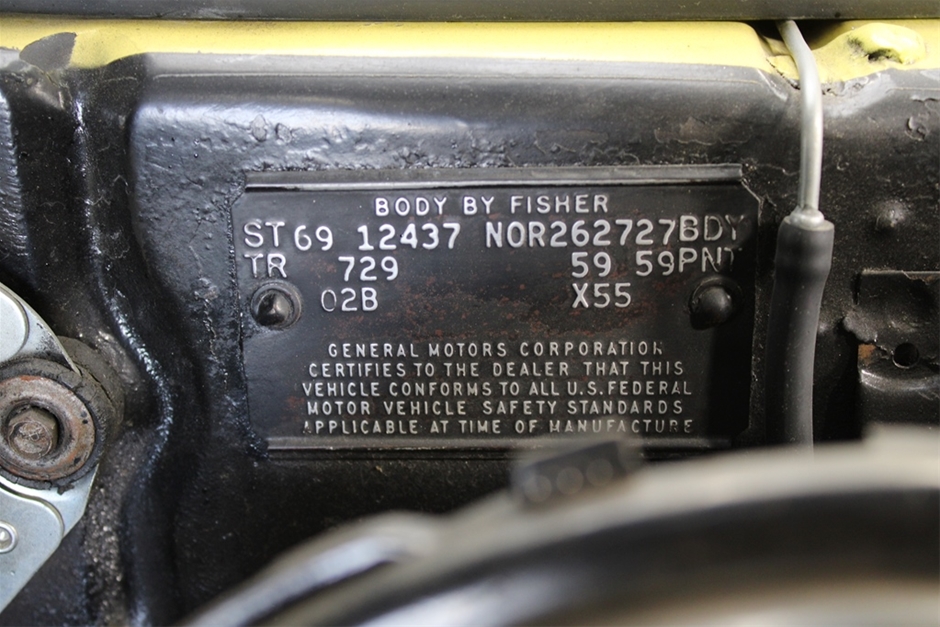 BODY BY FISHER
ST69 12437 NOR262727BDY
TR 729 59 59PNT
02B X55
GENERAL MOTORS CORPORATION
CERTIFIES TO THE DEALER THAT THIS
VEHICLE CONFORMS TO ALL U.S. FEDERAL
MOTOR VEHICLE SAFETY STANDARDS
APPLICABLE AT TIME OF MANUFACTURE